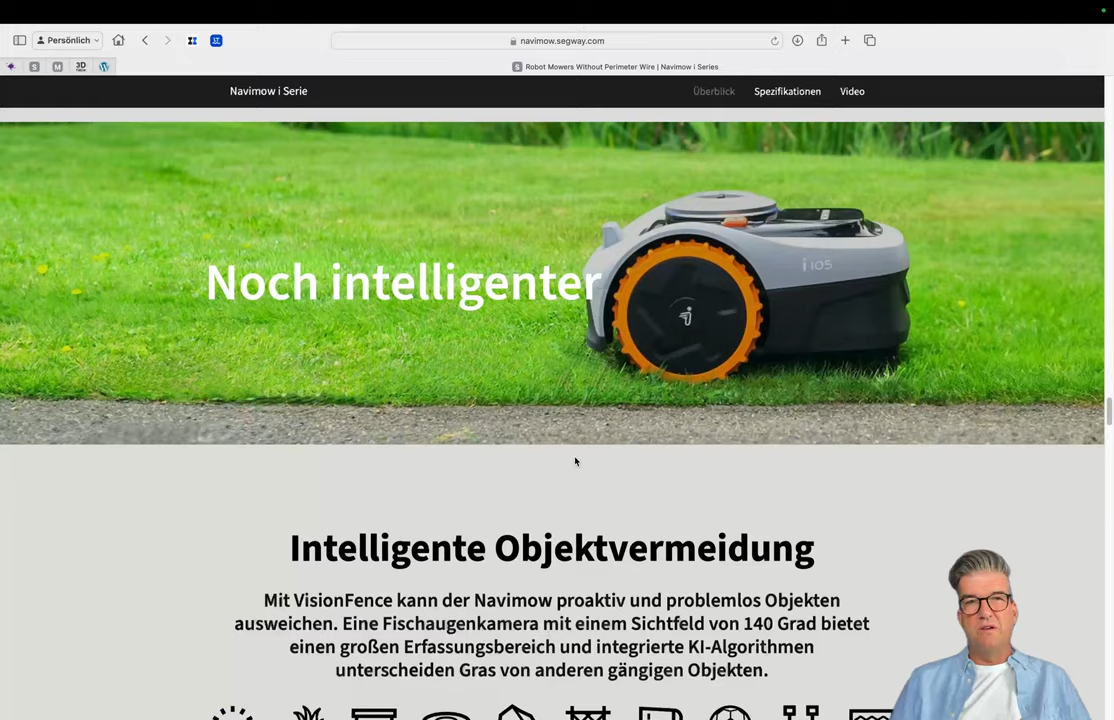 Persönlich
navimow.segway.com
S
M
3D
S Robot Mowers Without Perimeter Wire | Navimow i Series
Navimow i Serie
Überblick
Spezifikationen
Video
Noch intelligenter
i105
Intelligente Objektvermeidung
Mit VisionFence kann der Navimow proaktiv und problemlos Objekten
ausweichen. Eine Fischaugenkamera mit einem Sichtfeld von 140 Grad bietet
einen großen Erfassungsbereich und integrierte KI-Algorithmen
unterscheiden Gras von anderen gängigen Objekten.